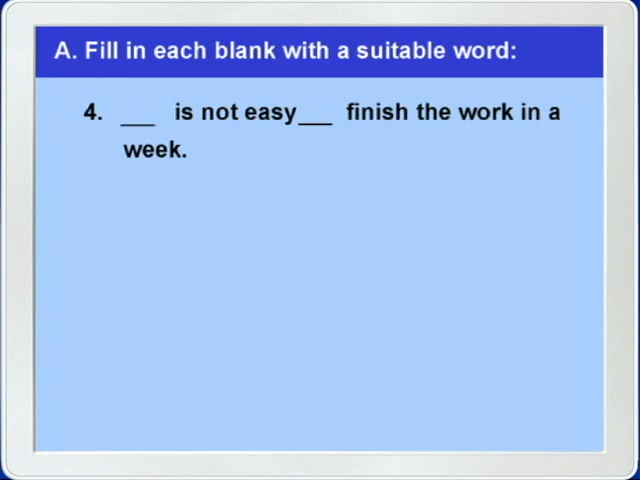 A. Fill in each blank with a suitable word:
4. ___ is not easy___ finish the work in a
week.